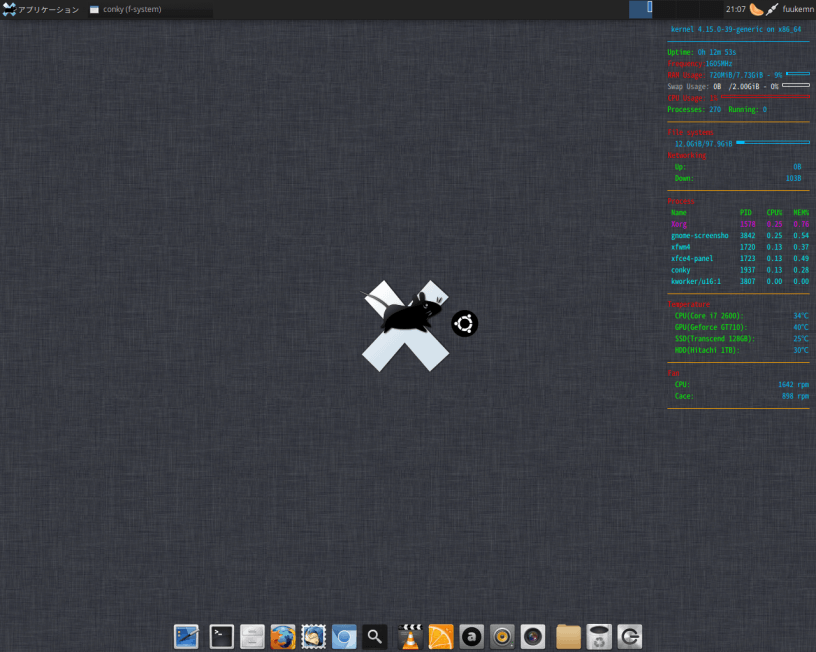 アプリケーション
conky (f-system)
21:07
fuukemn
kernel 4.15.0-39-generic on x86_64
Uptime: 0h 12m 53s
Frequency:1605MHz
RAM Usage: 720MiB/7.73GiB - 9%
Swap Usage: 0B /2.00GiB - 0%
CPU Usage: 1%
Processes: 270 Running: 0
File systems
12.0GiB/97.9GiB
Networking
Up: 0B
Down: 103B
Process
Name PID CPU% MEM%
Xorg 1570 0.25 0.76
gnome-screensho 3842 0.25 0.54
xfwm4 1720 0.13 0.37
xfce4-panel 1723 0.13 0.49
conky 1937 0.13 0.28
kworker/u16:1 3807 0.00 0.00
Temperature
CPU(Core i7 2600): 34℃
GPU(Geforce GT710): 40℃
SSD(Transcend 128GB): 25℃
HDD(Hitachi 1TB): 30℃
Fan
CPU: 1642 rpm
Cace: 898 rpm